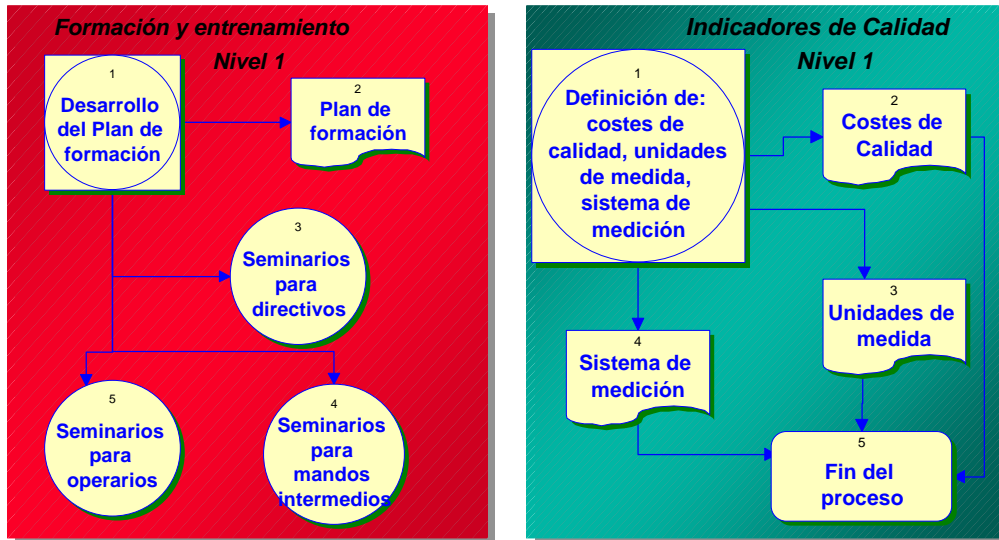 Formación y entrenamiento
Nivel 1
1
Desarrollo
del Plan de
formación
2
Plan de
formación
3
Seminarios
para
directivos
5
Seminarios
para
operarios
4
Seminarios
para
mandos
intermedios
Indicadores de Calidad
Nivel 1
1
Definición de:
costes de
calidad, unidades
de medida,
sistema de
medición
2
Costes de
Calidad
3
Unidades de
medida
4
Sistema de
medición
5
Fin del
proceso